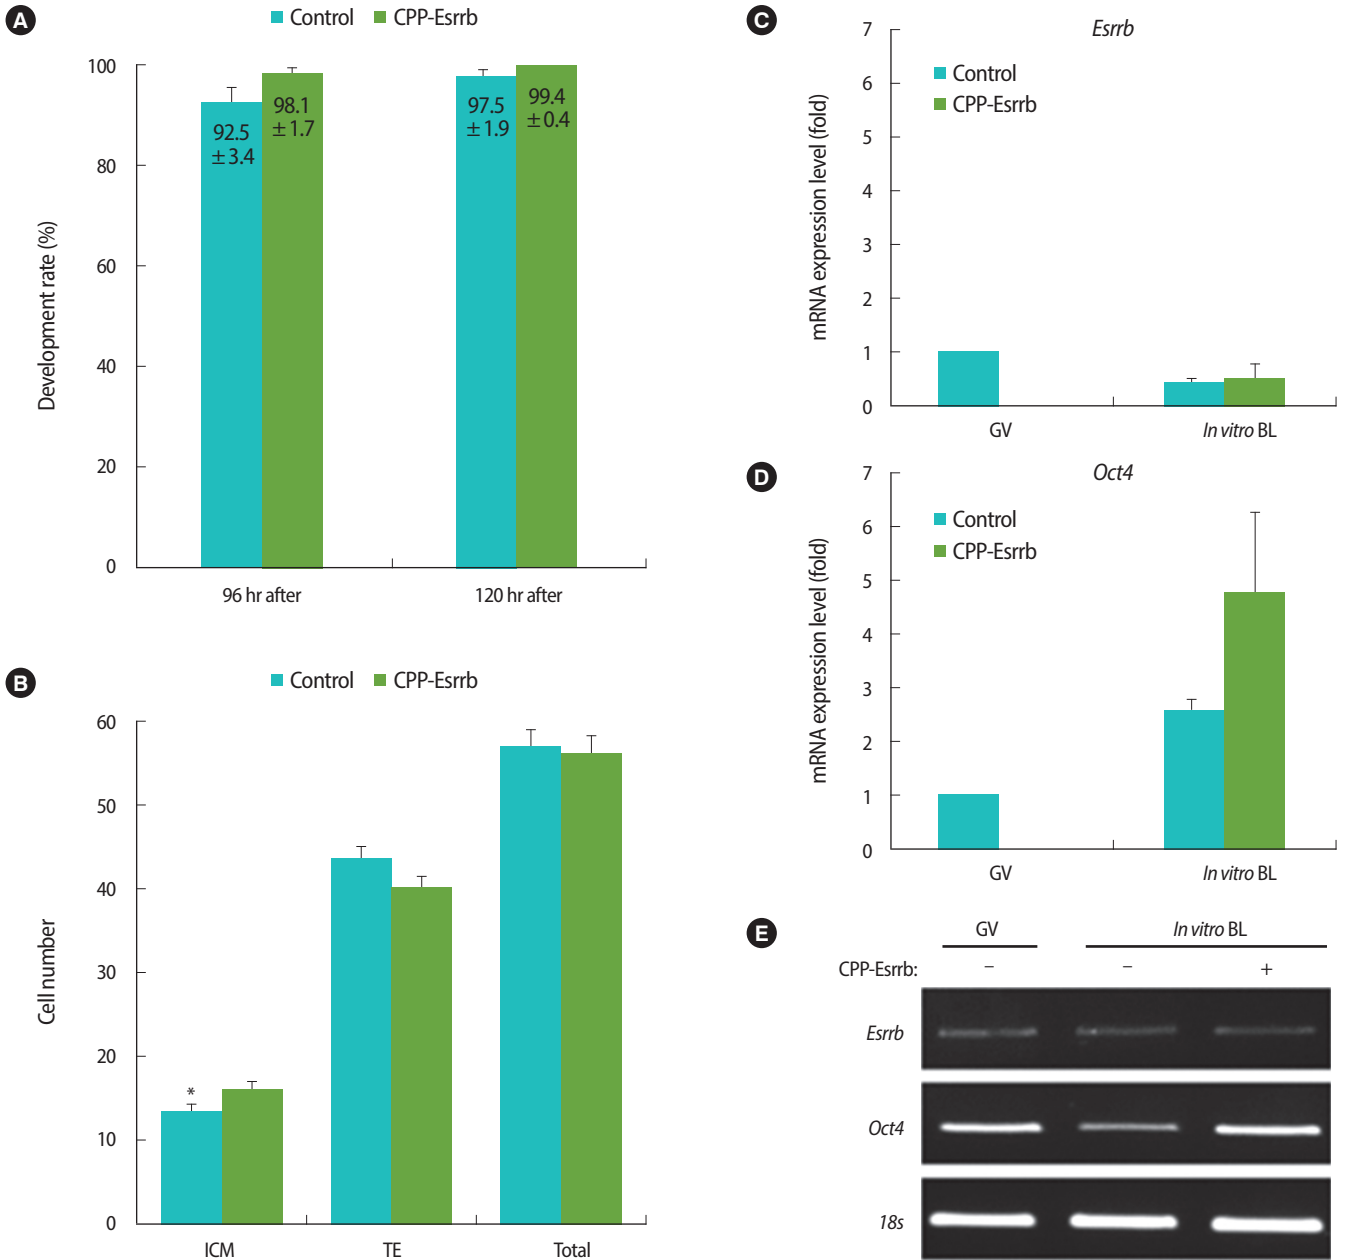 A
Control CPP-Esrrb
Development rate (%)
100
80
60
40
20
0
92.5
±3.4
98.1
±1.7
97.5
±1.9
99.4
±0.4
96 hr after 120 hr after
B
Control CPP-Esrrb
Cell number
60
50
40
30
20
10
0
*
ICM TE Total
C
Esrrb
Control
CPP-Esrrb
mRNA expression level (fold)
7
6
5
4
3
2
1
0
GV In vitro BL
D
Oct4
Control
CPP-Esrrb
mRNA expression level (fold)
7
6
5
4
3
2
1
0
GV In vitro BL
E
GV In vitro BL
CPP-Esrrb: – – +
Esrrb
Oct4
18s